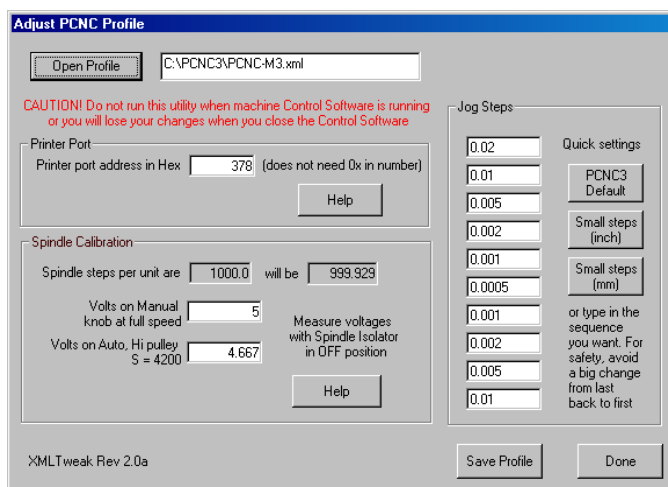 Adjust PCNC Profile
Open Profile
C:\PCNC3\PCNC-M3.xml
CAUTION! Do not run this utility when machine Control Software is running
or you will lose your changes when you close the Control Software
Printer Port
Printer port address in Hex 378 (does not need 0x in number)
Help
Spindle Calibration
Spindle steps per unit are 1000.0 will be 999.929
Volts on Manual
knob at full speed
5
Volts on Auto, Hi pulley
S = 4200
4.667
Measure voltages
with Spindle Isolator
in OFF position
Help
Jog Steps
0.02
0.01
0.005
0.002
0.001
0.0005
0.001
0.002
0.005
0.01
Quick settings
PCNC3
Default
Small steps
(inch)
Small steps
(mm)
or type in the
sequence
you want. For
safety, avoid
a big change
from last
back to first
XMLTweak Rev 2.0a
Save Profile
Done